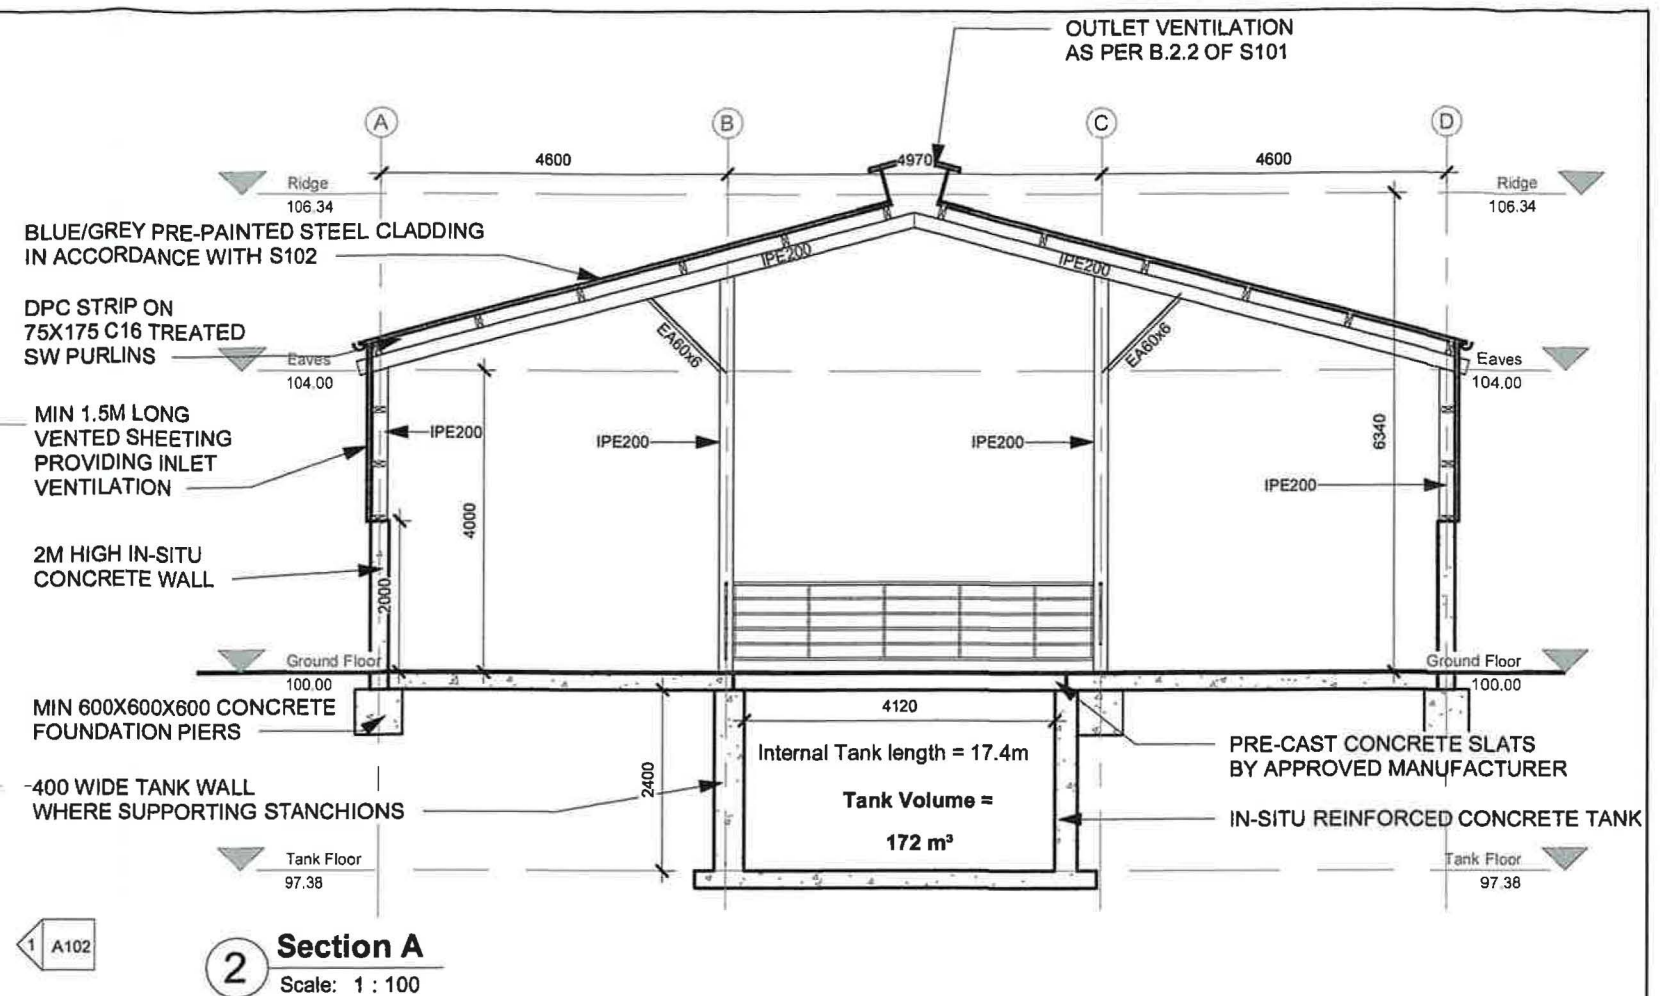 OUTLET VENTILATION
AS PER B.2.2 OF S101
A
B
C
D
4600
4970
4600
Ridge
106.34
Ridge
106.34
BLUE/GREY PRE-PAINTED STEEL CLADDING
IN ACCORDANCE WITH S102
IPE200
IPE200
DPC STRIP ON
75X175 C16 TREATED
SW PURLINS
EA60x6
EA60x6
Eaves
104.00
Eaves
104.00
MIN 1.5M LONG
VENTED SHEETING
PROVIDING INLET
VENTILATION
IPE200
IPE200
IPE200
IPE200
6340
4000
2M HIGH IN-SITU
CONCRETE WALL
2000
Ground Floor
100.00
Ground Floor
100.00
MIN 600X600X600 CONCRETE
FOUNDATION PIERS
4120
Internal Tank length = 17.4m
Tank Volume =
172 m³
2400
PRE-CAST CONCRETE SLATS
BY APPROVED MANUFACTURER
400 WIDE TANK WALL
WHERE SUPPORTING STANCHIONS
IN-SITU REINFORCED CONCRETE TANK
Tank Floor
97.38
Tank Floor
97.38
1 A102
2 Section A
Scale: 1 : 100